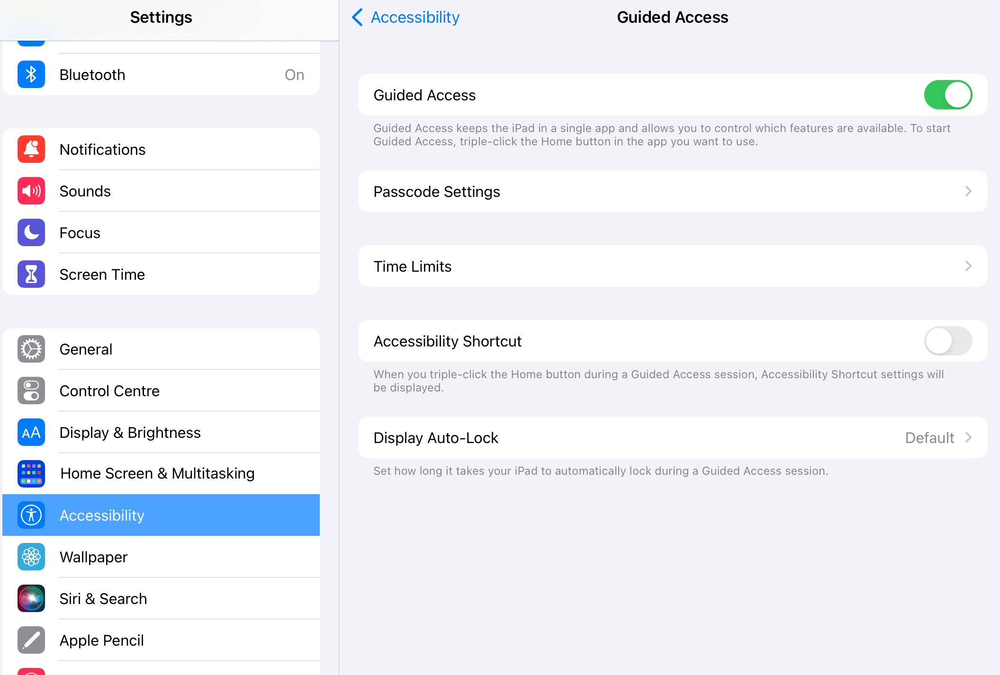 Settings
Bluetooth On
Notifications
Sounds
Focus
Screen Time
General
Control Centre
AA Display & Brightness
Home Screen & Multitasking
Accessibility
Wallpaper
Siri & Search
Apple Pencil
Accessibility
Guided Access
Guided Access
Guided Access keeps the iPad in a single app and allows you to control which features are available. To start
Guided Access, triple-click the Home button in the app you want to use.
Passcode Settings
Time Limits
Accessibility Shortcut
When you triple-click the Home button during a Guided Access session, Accessibility Shortcut settings will
be displayed.
Display Auto-Lock Default
Set how long it takes your iPad to automatically lock during a Guided Access session.